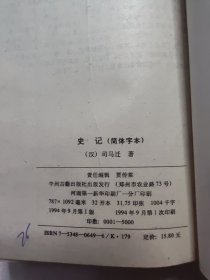 史 记（简体字本）
（汉）司马迁 著
责任编辑 贾传棠
中州古籍出版社出版发行（郑州市农业路73号）
河南第一新华印刷厂一分厂印刷
787×1092毫米 32开本 31.75印张 1004千字
1994年9月第1版 1994年9月第1次印刷
印数：0001—5000
ISBN7—5348—0649—6/K·179 定价：15.80元